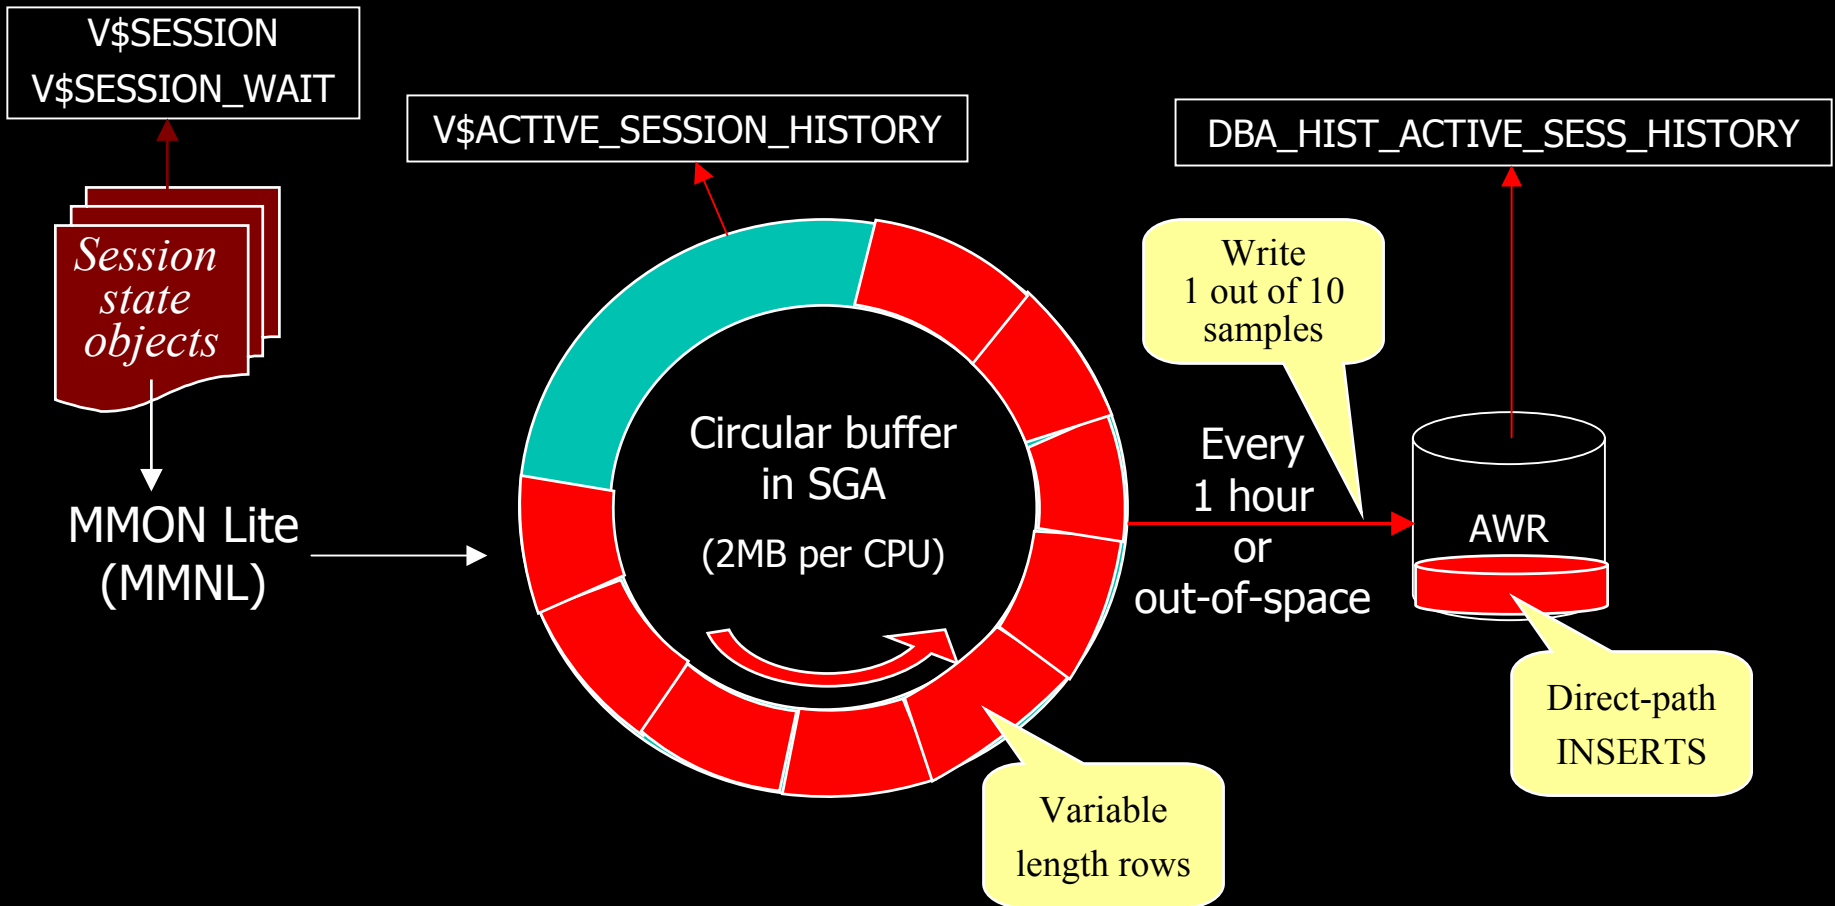 V$SESSION
V$SESSION_WAIT
V$ACTIVE_SESSION_HISTORY
DBA_HIST_ACTIVE_SESS_HISTORY
Session
state
objects
MMON Lite
(MMNL)
Circular buffer
in SGA
(2MB per CPU)
Variable
length rows
Write
1 out of 10
samples
Every
1 hour
or
out-of-space
AWR
Direct-path
INSERTS